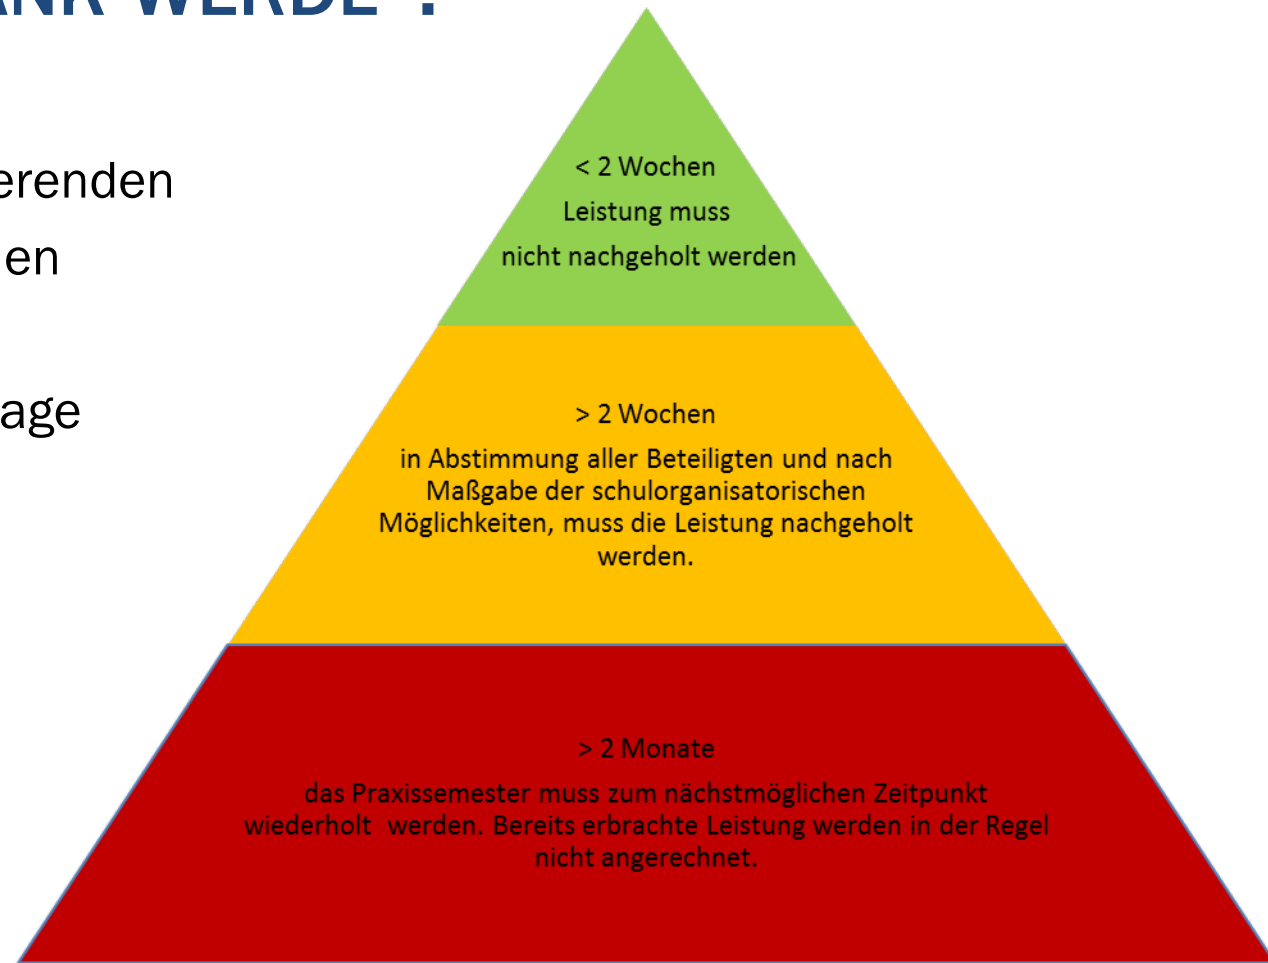 ANK WERDE".
erenden
en
age
< 2 Wochen
Leistung muss
nicht nachgeholt werden
> 2 Wochen
in Abstimmung aller Beteiligten und nach
Maßgabe der schulorganisatorischen
Möglichkeiten, muss die Leistung nachgeholt
werden.
> 2 Monate
das Praxissemester muss zum nächstmöglichen Zeitpunkt
wiederholt werden. Bereits erbrachte Leistung werden in der Regel
nicht angerechnet.